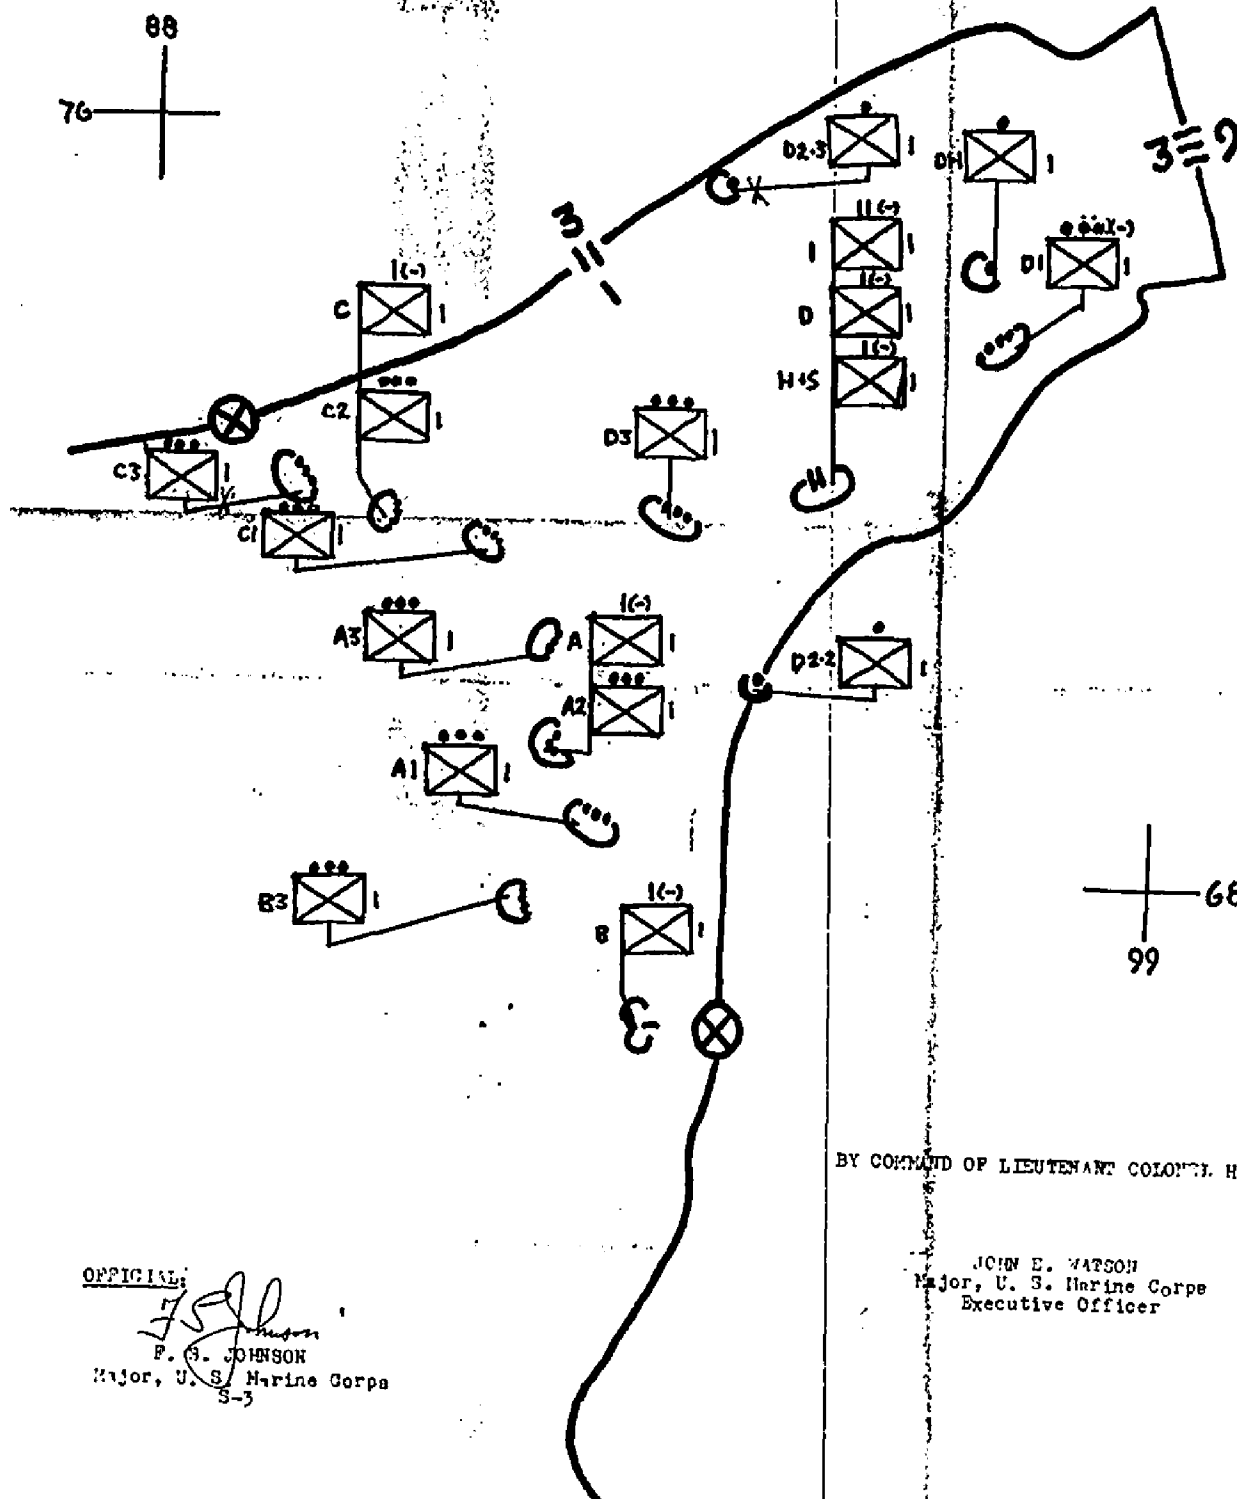 88
76
3
3 9
D2·3 1
1
I(-)
C 1
II(-)
1 1
I(-)
D 1
I(-)
H+S 1
D1 1
C2 1
D3 1
C3 1
C1 1
A3 1
I(-)
A 1
A2 1
D2·2 1
A1 1
B3 1
I(-)
B 1
68
99
BY COMMAND OF LIEUTENANT COLONEL H
JOHN E. WATSON
Major, U. S. Marine Corps
Executive Officer
OFFICIAL:
F. S. JOHNSON
Major, U. S. Marine Corps
S-3